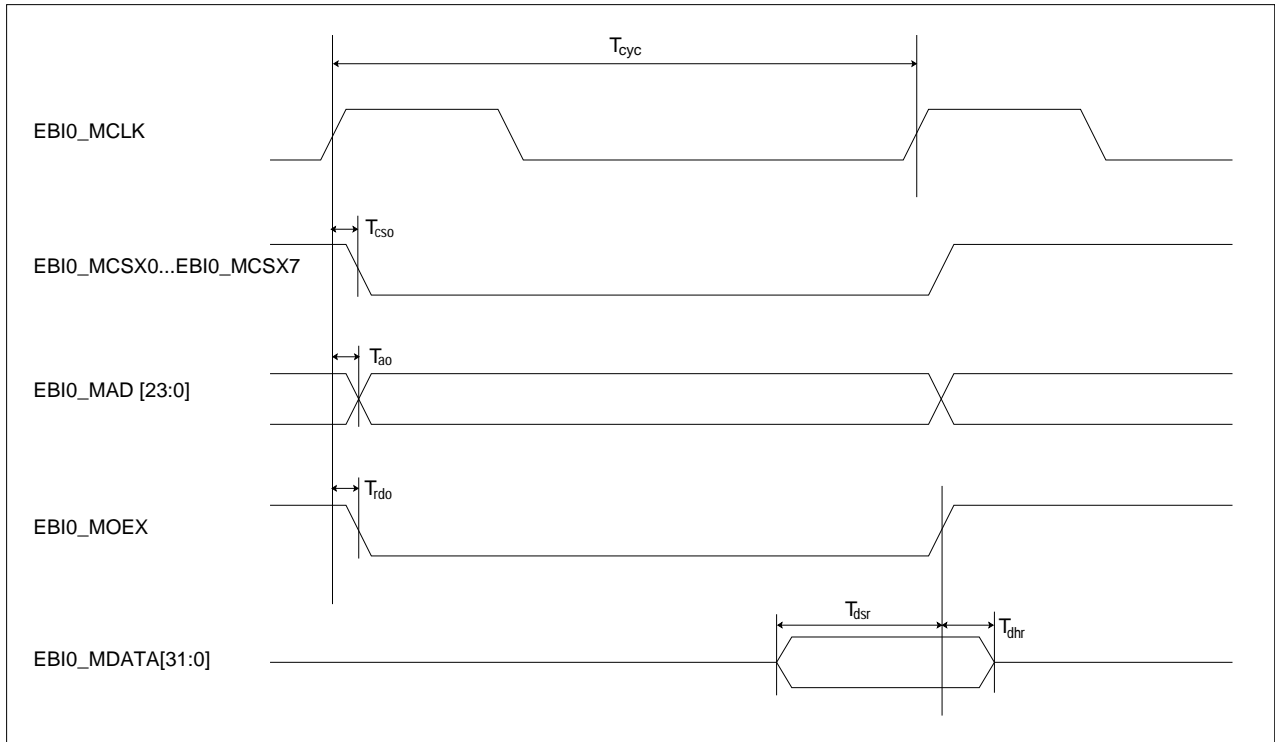 Tcyc
EBI0_MCLK
Tcso
EBI0_MCSX0...EBI0_MCSX7
Tao
EBI0_MAD [23:0]
Trdo
EBI0_MOEX
Tdsr
Tdhr
EBI0_MDATA[31:0]